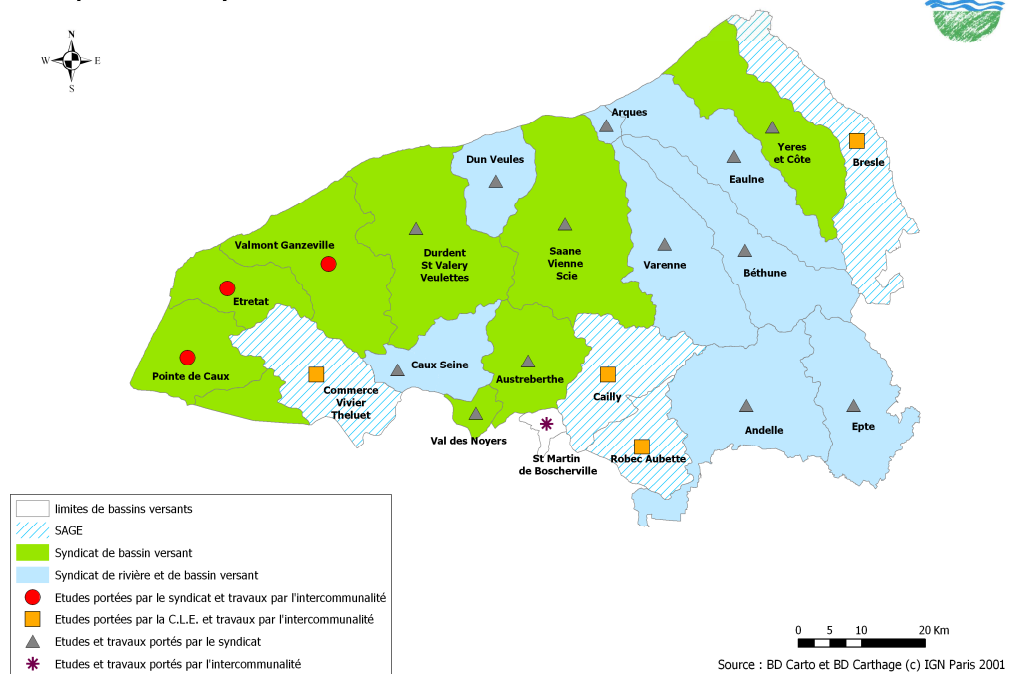 N
W E
S
Arques
Dun Veules
Yeres
et Côte
Bresle
Eaulne
Valmont Ganzeville
Durdent
St Valery
Veulettes
Saane
Vienne
Scie
Varenne
Béthune
Etretat
Pointe de Caux
Caux Seine
Austreberthe
Commerce
Vivier
Theluet
Cailly
Andelle
Epte
Val des Noyers
St Martin
de Boscherville
Robec Aubette
limites de bassins versants
SAGE
Syndicat de bassin versant
Syndicat de rivière et de bassin versant
Etudes portées par le syndicat et travaux par l'intercommunalité
Etudes portées par la C.L.E. et travaux par l'intercommunalité
Etudes et travaux portés par le syndicat
Etudes et travaux portés par l'intercommunalité
0 5 10 20 Km
Source : BD Carto et BD Carthage (c) IGN Paris 2001